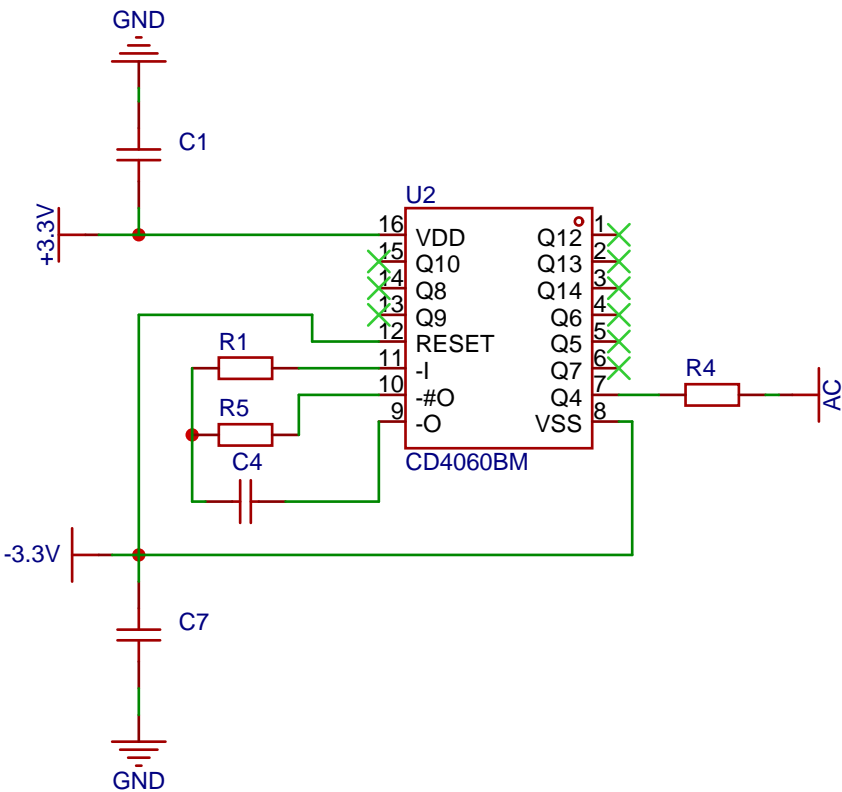 GND
C1
+3.3V
U2
16 VDD Q12 1
15 Q10 Q13 2
14 Q8 Q14 3
13 Q9 Q6 4
12 RESET Q5 5
11 -I Q7 6
10 -#O Q4 7
9 -O VSS 8
CD4060BM
R1
R5
C4
R4
AC
-3.3V
C7
GND